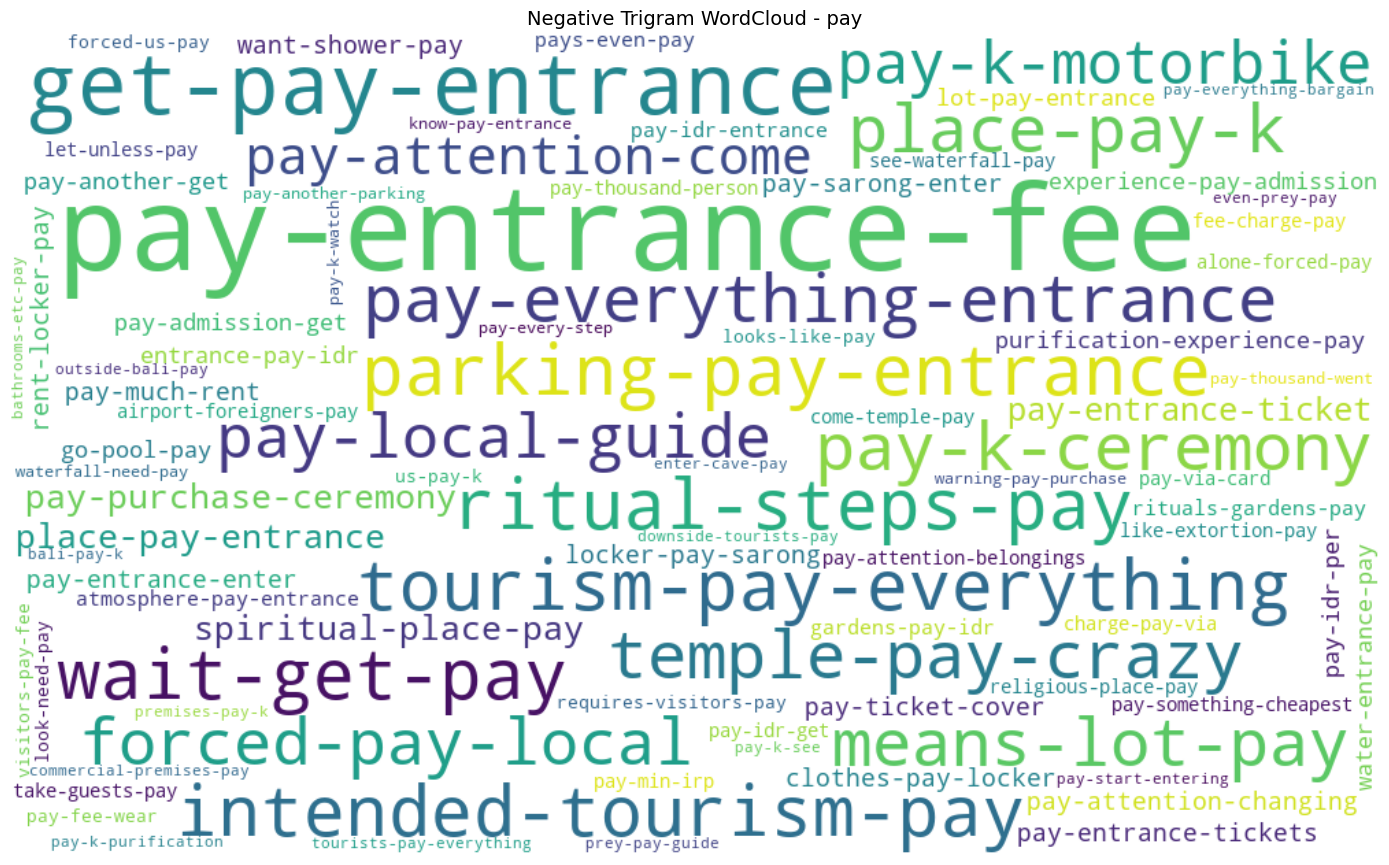 Negative Trigram WordCloud - pay
forced-us-pay
want-shower-pay
pays-even-pay
get-pay-entrance
pay-k-motorbike
lot-pay-entrance
pay-everything-bargain
know-pay-entrance
pay-idr-entrance
place-pay-k
let-unless-pay
pay-attention-come
see-waterfall-pay
pay-another-get
pay-another-parking
pay-thousand-person
pay-sarong-enter
experience-pay-admission
even-prey-pay
rent-locker-pay
pay-k-watch
pay-entrance-fee
fee-charge-pay
alone-forced-pay
bathrooms-etc-pay
pay-everything-entrance
pay-admission-get
pay-every-step
looks-like-pay
purification-experience-pay
entrance-pay-idr
outside-bali-pay
parking-pay-entrance
pay-thousand-went
pay-much-rent
airport-foreigners-pay
come-temple-pay
pay-entrance-ticket
pay-local-guide
go-pool-pay
pay-k-ceremony
waterfall-need-pay
enter-cave-pay
us-pay-k
warning-pay-purchase
pay-via-card
pay-purchase-ceremony
ritual-steps-pay
rituals-gardens-pay
place-pay-entrance
downside-tourists-pay
like-extortion-pay
bali-pay-k
locker-pay-sarong
pay-attention-belongings
pay-idr-per
water-entrance-pay
pay-entrance-enter
tourism-pay-everything
atmosphere-pay-entrance
visitors-pay-fee
look-need-pay
spiritual-place-pay
gardens-pay-idr
charge-pay-via
wait-get-pay
temple-pay-crazy
religious-place-pay
requires-visitors-pay
pay-ticket-cover
pay-something-cheapest
premises-pay-k
forced-pay-local
pay-idr-get
pay-k-see
means-lot-pay
commercial-premises-pay
take-guests-pay
pay-min-irp
clothes-pay-locker
pay-start-entering
intended-tourism-pay
pay-attention-changing
pay-fee-wear
pay-entrance-tickets
pay-k-purification
tourists-pay-everything
prey-pay-guide